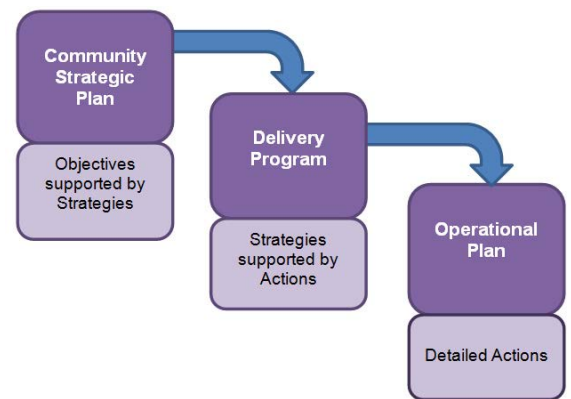 Community
Strategic
Plan
Objectives
supported by
Strategies
Delivery
Program
Strategies
supported by
Actions
Operational
Plan
Detailed Actions